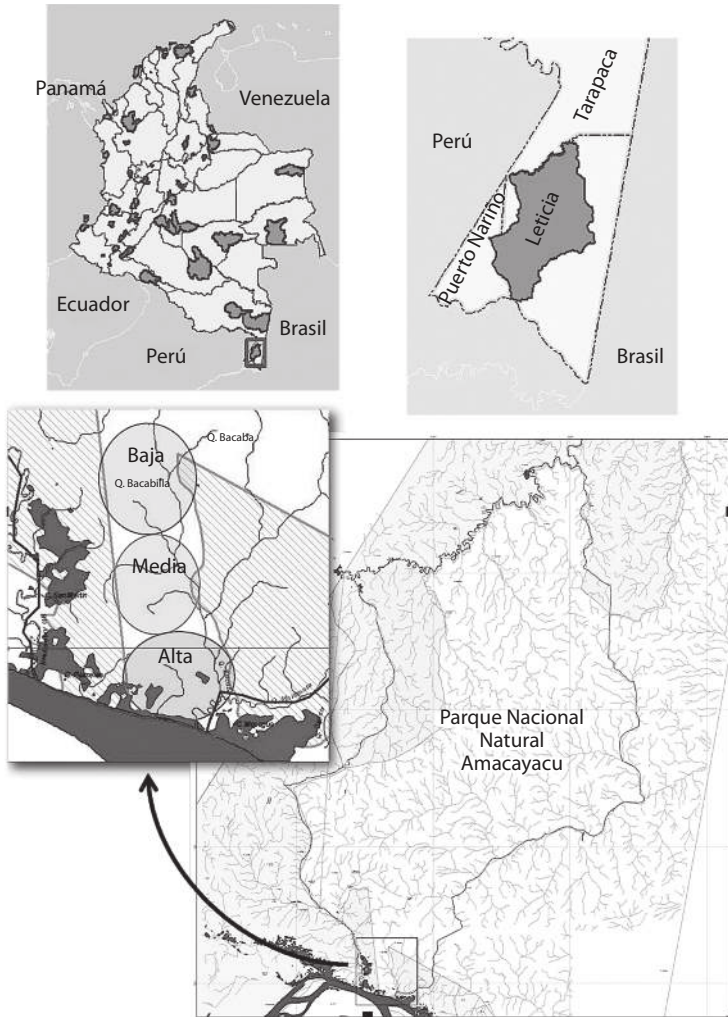 Panamá
Venezuela
Ecuador
Perú
Brasil
Tarapaca
Perú
Puerto Nariño
Leticia
Brasil
Q. Bacaba
Baja
Q. Bacabilla
Media
Alta
Parque Nacional
Natural
Amacayacu